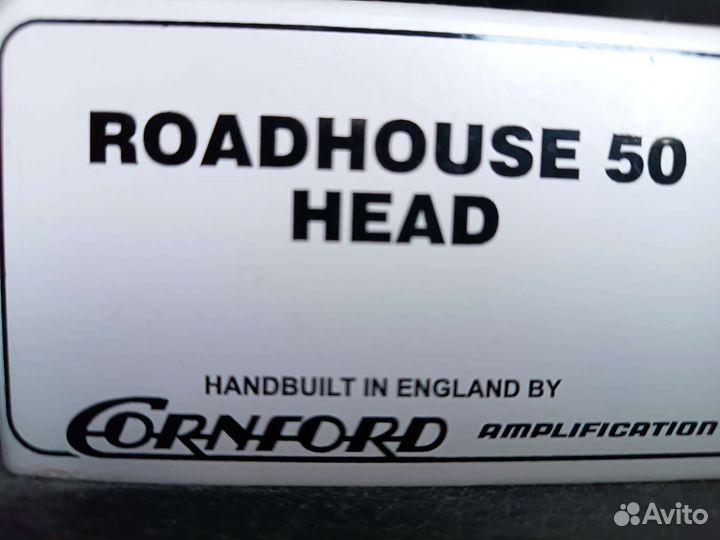 ROADHOUSE 50
HEAD
HANDBUILT IN ENGLAND BY
CORNFORD AMPLIFICATION
Avito